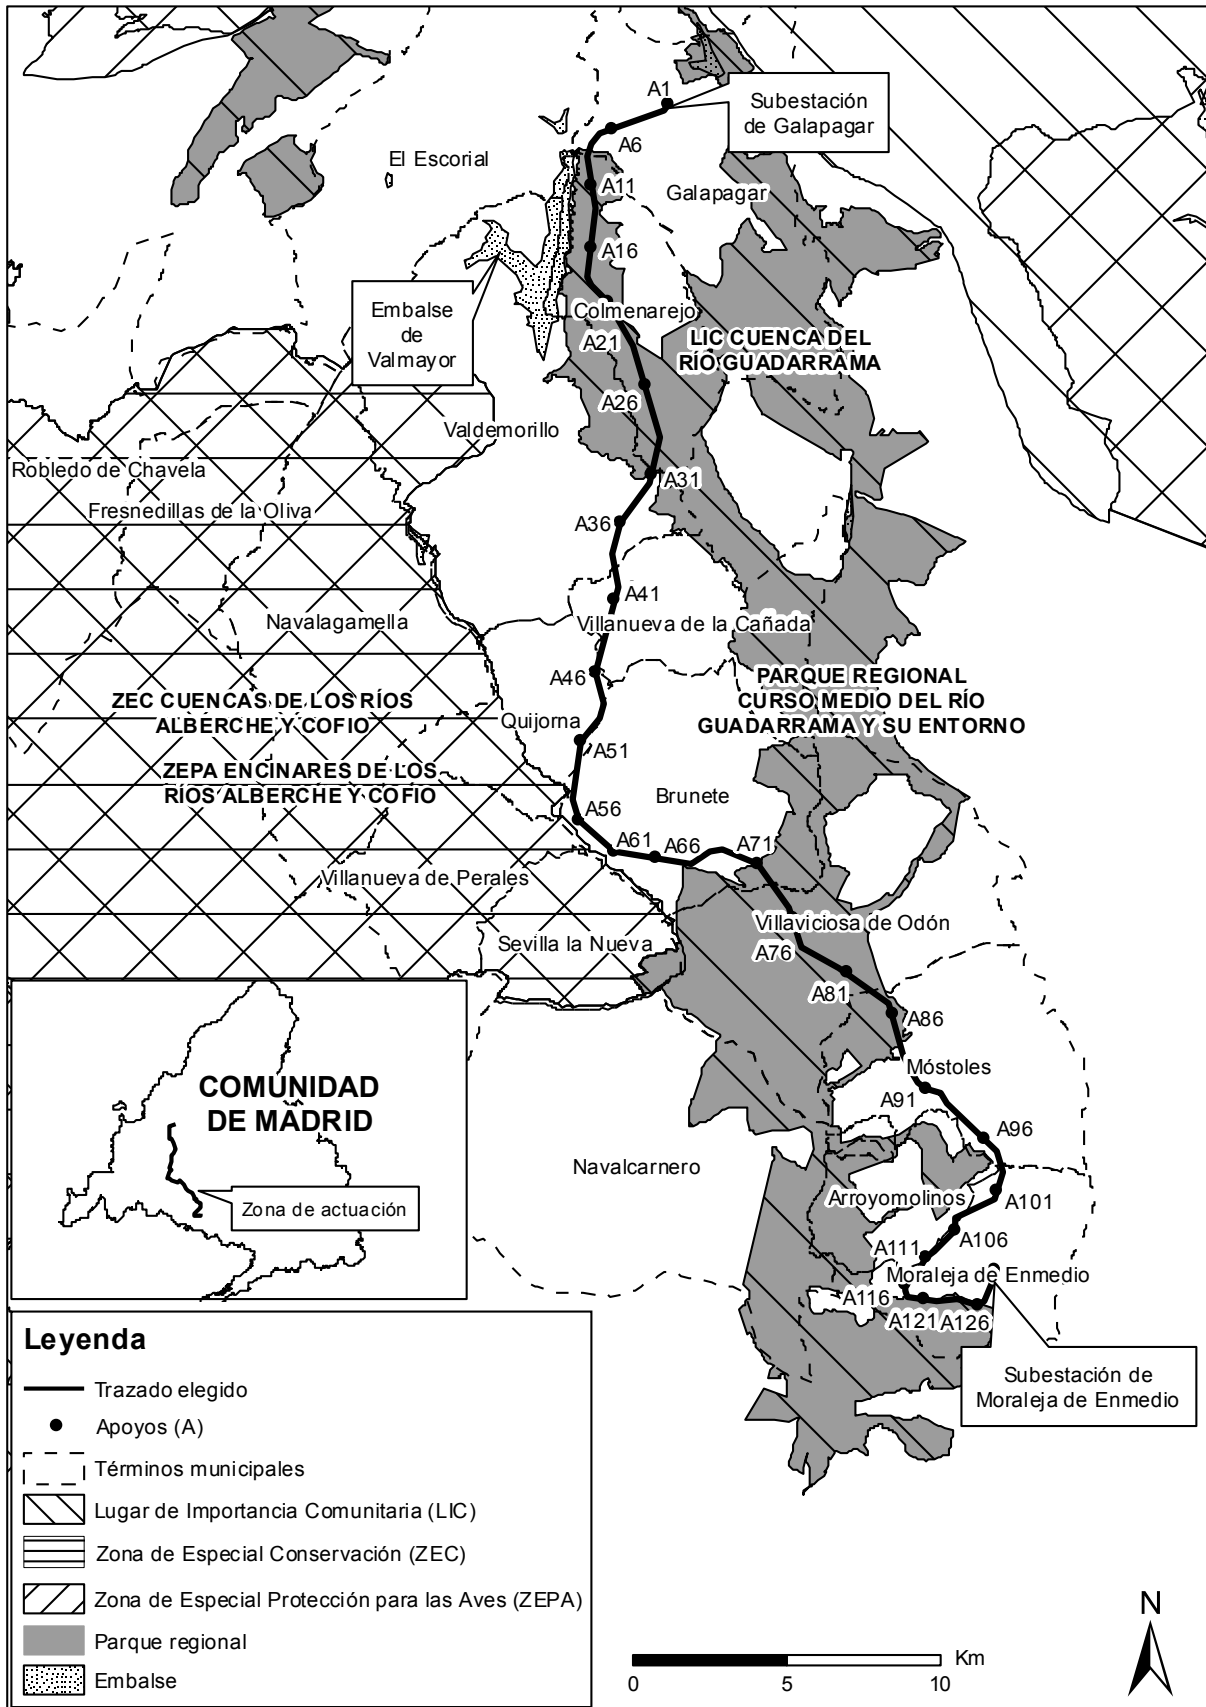 A1
Subestación
de Galapagar
A6
El Escorial
A11
Galapagar
A16
Embalse
de
Valmayor
Colmenarejo
A21
LIC CUENCA DEL
RÍO GUADARRAMA
A26
Valdemorillo
Robledo de Chavela
A31
Fresnedillas de la Oliva
A36
A41
Navalagamella
Villanueva de la Cañada
A46
PARQUE REGIONAL
CURSO MEDIO DEL RÍO
GUADARRAMA Y SU ENTORNO
ZEC CUENCAS DE LOS RÍOS
ALBERCHE Y COFIO
Quijorna
A51
ZEPA ENCINARES DE LOS
RÍOS ALBERCHE Y COFIO
Brunete
A56
A61
A66
A71
Villanueva de Perales
Villaviciosa de Odón
Sevilla la Nueva
A76
A81
A86
COMUNIDAD
DE MADRID
Móstoles
A91
A96
Navalcarnero
Zona de actuación
Arroyomolinos
A101
A106
A111
Moraleja de Enmedio
A116
A121
A126
Subestación de
Moraleja de Enmedio
Leyenda
Trazado elegido
Apoyos (A)
Términos municipales
Lugar de Importancia Comunitaria (LIC)
Zona de Especial Conservación (ZEC)
Zona de Especial Protección para las Aves (ZEPA)
Parque regional
Embalse
N
Km
0 5 10